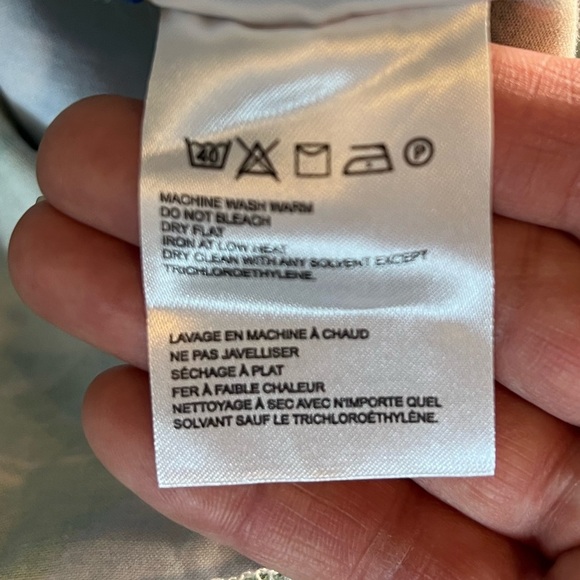 40 P
MACHINE WASH WARM
DO NOT BLEACH
DRY FLAT
IRON AT LOW HEAT
DRY CLEAN WITH ANY SOLVENT EXCEPT
TRICHLOROETHYLENE.
LAVAGE EN MACHINE À CHAUD
NE PAS JAVELLISER
SÉCHAGE À PLAT
FER À FAIBLE CHALEUR
NETTOYAGE À SEC AVEC N'IMPORTE QUEL
SOLVANT SAUF LE TRICHLOROÉTHYLÈNE.